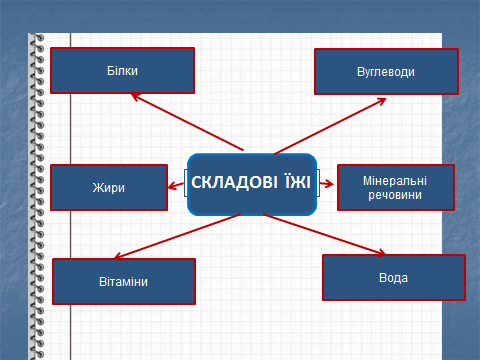 Білки
Вуглеводи
СКЛАДОВІ ЇЖІ
Жири
Мінеральні
речовини
Вітаміни
Вода